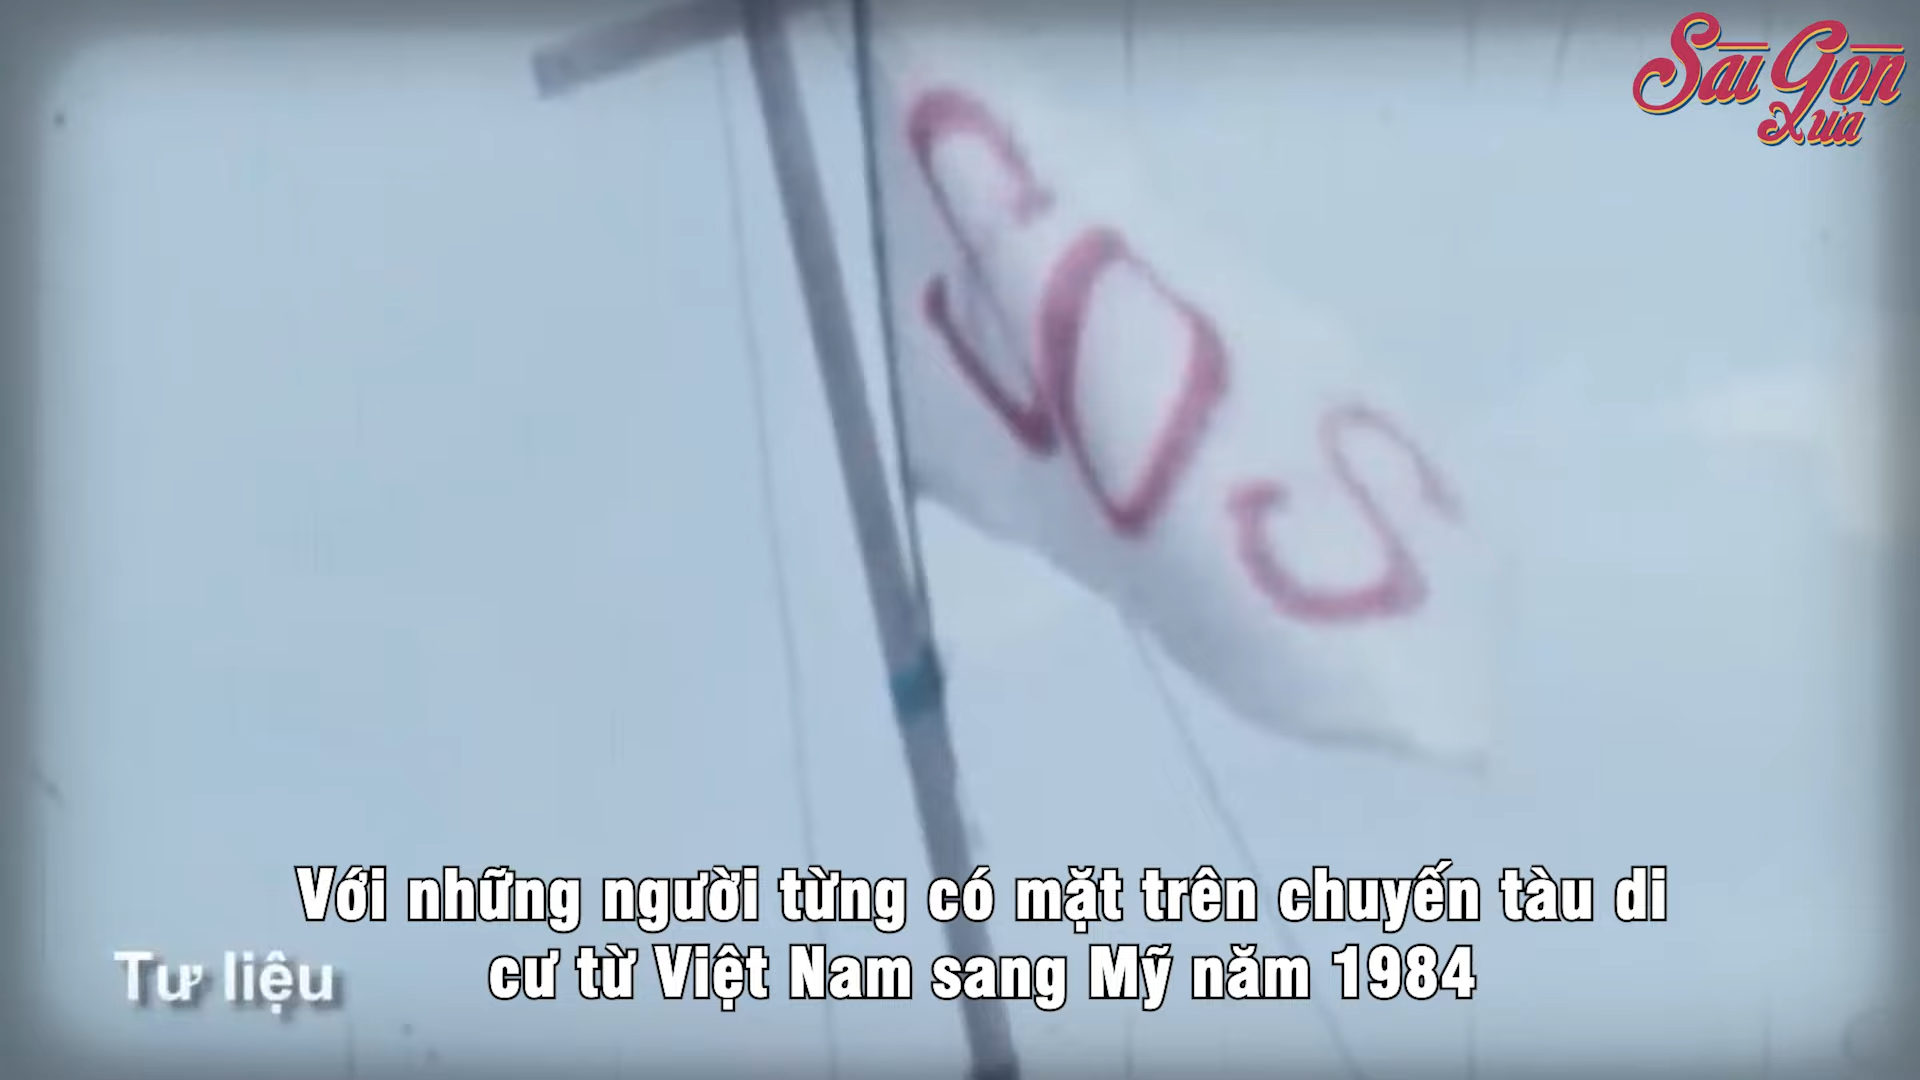 Sài Gòn
Xưa
SOS
Với những người từng có mặt trên chuyến tàu di
cư từ Việt Nam sang Mỹ năm 1984
Tư liệu